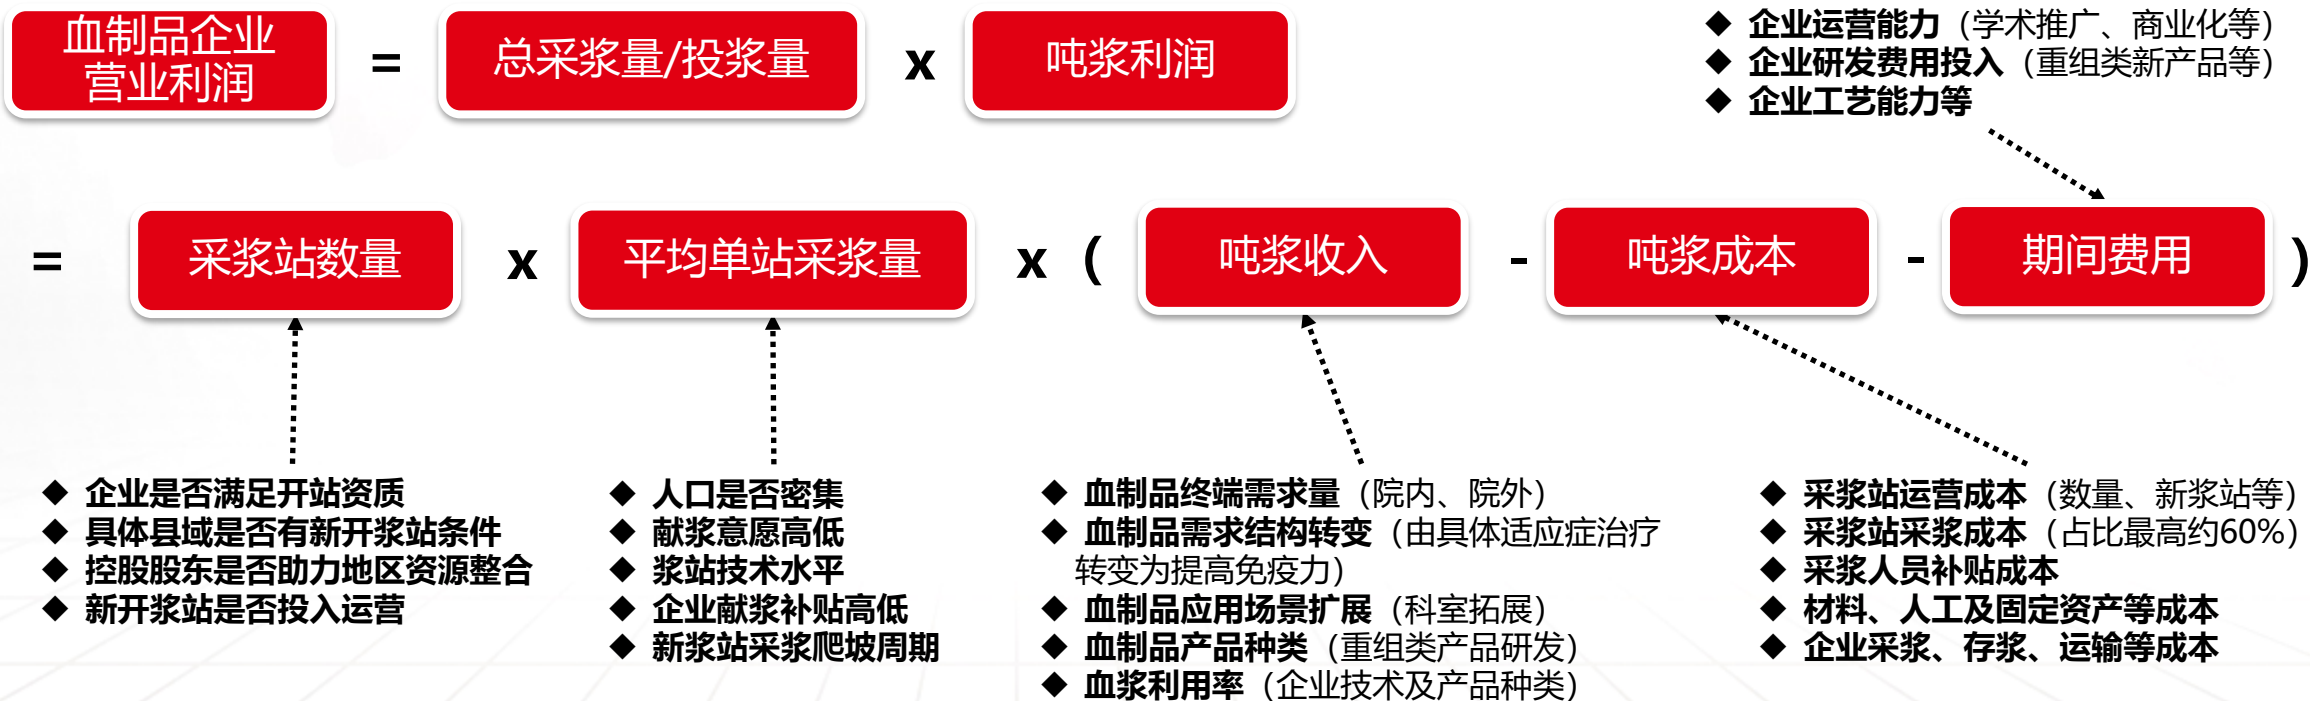 血制品企业
营业利润
=
总采浆量/投浆量
x
吨浆利润
◆ 企业运营能力（学术推广、商业化等）
◆ 企业研发费用投入（重组类新产品等）
◆ 企业工艺能力等
=
采浆站数量
x
平均单站采浆量
x
(
吨浆收入
-
吨浆成本
-
期间费用
)
◆ 企业是否满足开站资质
◆ 具体县域是否有新开浆站条件
◆ 控股股东是否助力地区资源整合
◆ 新开浆站是否投入运营
◆ 人口是否密集
◆ 献浆意愿高低
◆ 浆站技术水平
◆ 企业献浆补贴高低
◆ 新浆站采浆爬坡周期
◆ 血制品终端需求量（院内、院外）
◆ 血制品需求结构转变（由具体适应症治疗
转变为提高免疫力）
◆ 血制品应用场景扩展（科室拓展）
◆ 血制品产品种类（重组类产品研发）
◆ 血浆利用率（企业技术及产品种类）
◆ 采浆站运营成本（数量、新浆站等）
◆ 采浆站采浆成本（占比最高约60%）
◆ 采浆人员补贴成本
◆ 材料、人工及固定资产等成本
◆ 企业采浆、存浆、运输等成本